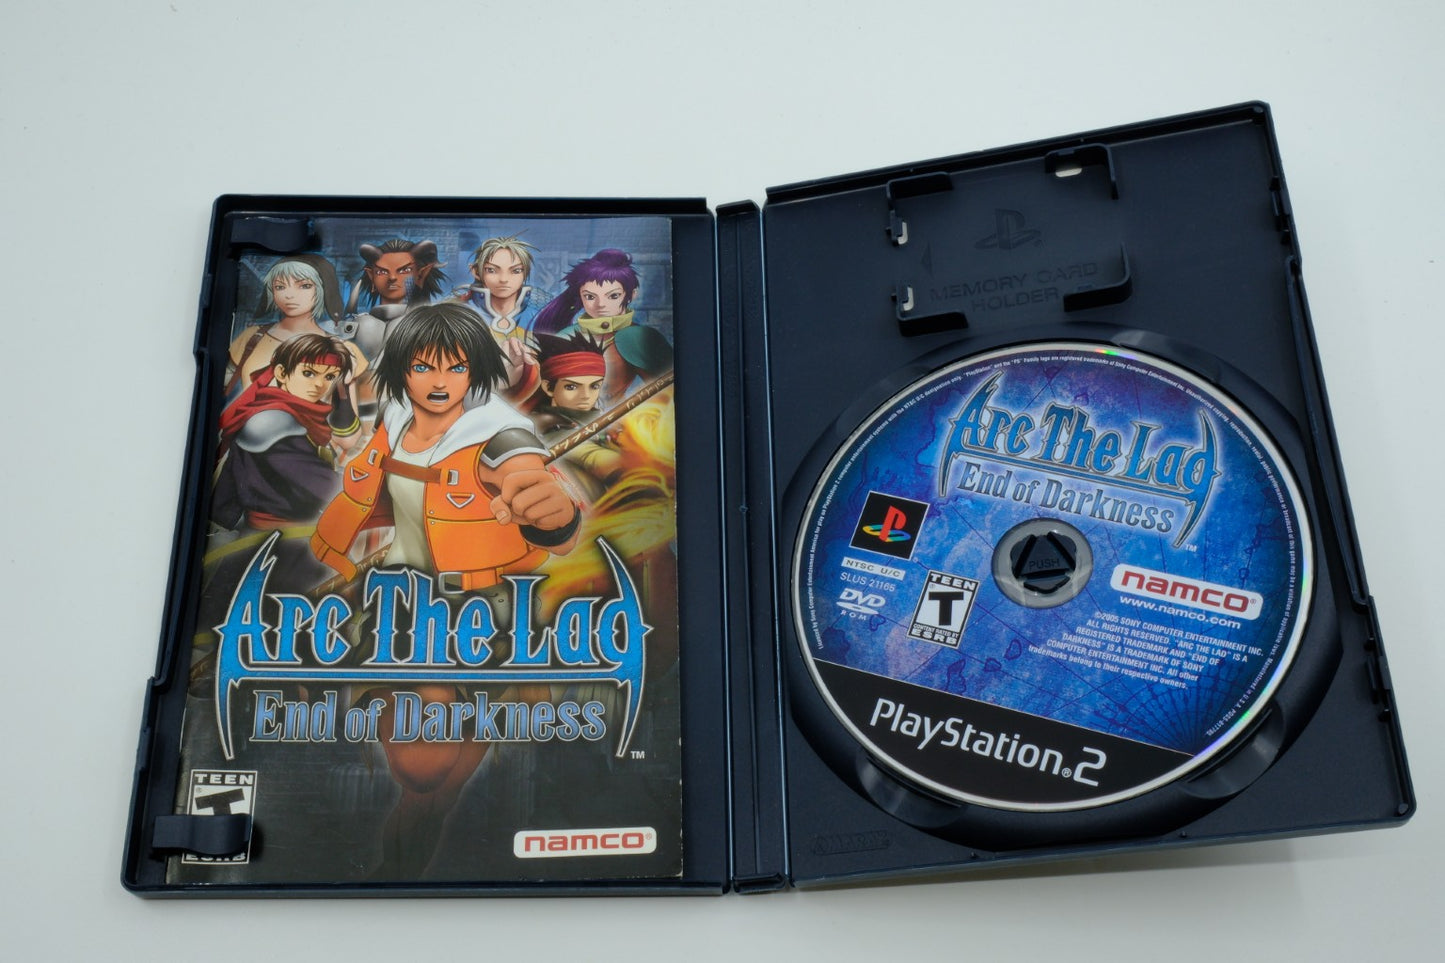 Arc The Lad
End of Darkness
TM
TEEN
T
ESRB
namco®
MEMORY CARD
HOLDER
Arc The Lad
End of Darkness
TM
NTSC U/C
SLUS 21165
DVD
ROM
TEEN
T
CONTENT RATED BY
ESRB
PUSH
namco®
www.namco.com
©2005 SONY COMPUTER ENTERTAINMENT INC.
ALL RIGHTS RESERVED. "ARC THE LAD" IS A
REGISTERED TRADEMARK AND "END OF
DARKNESS" IS A TRADEMARK OF SONY
COMPUTER ENTERTAINMENT INC. All other
trademarks belong to their respective owners.
PlayStation®2